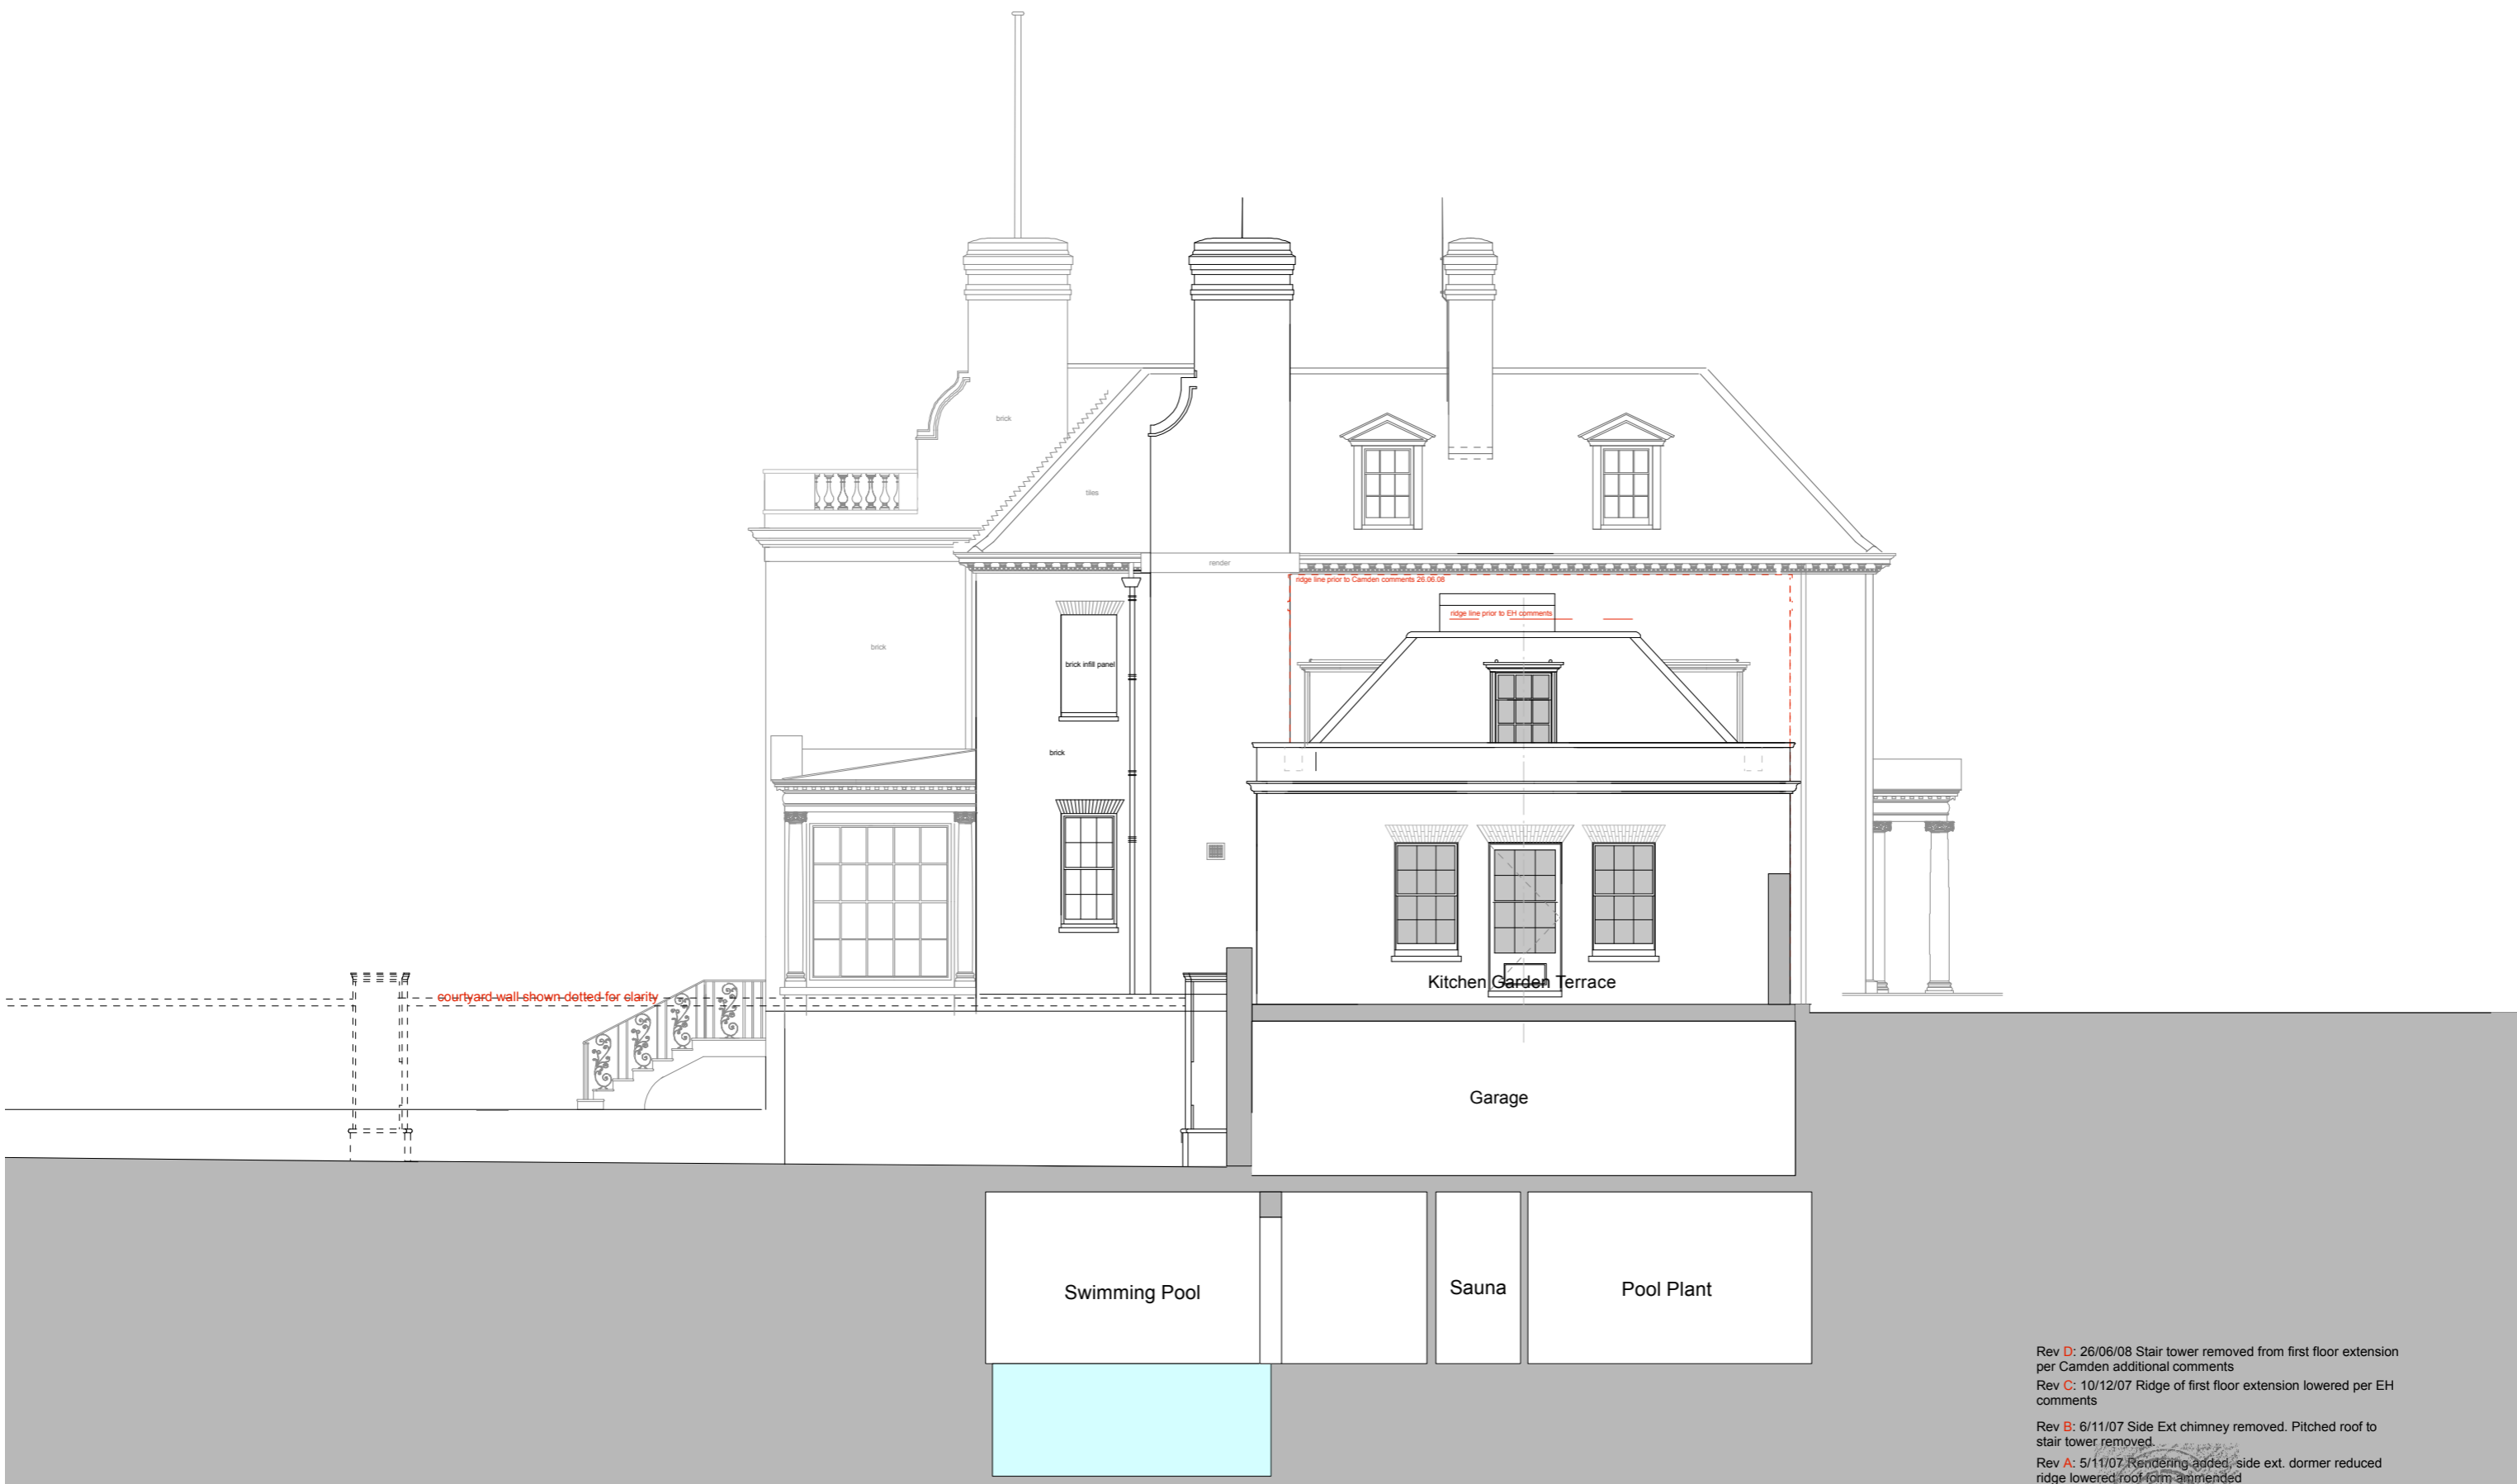 brick
tiles
render
ridge line prior to Camden comments 26.06.08
ridge line prior to EH comments
brick
brick infill panel
brick
Kitchen Garden Terrace
courtyard wall shown dotted for clarity
Garage
Swimming Pool
Sauna
Pool Plant
Rev D: 26/06/08 Stair tower removed from first floor extension
per Camden additional comments
Rev C: 10/12/07 Ridge of first floor extension lowered per EH
comments
Rev B: 6/11/07 Side Ext chimney removed. Pitched roof to
stair tower removed.
Rev A: 5/11/07 Rendering added, side ext. dormer reduced
ridge lowered roof form ammended